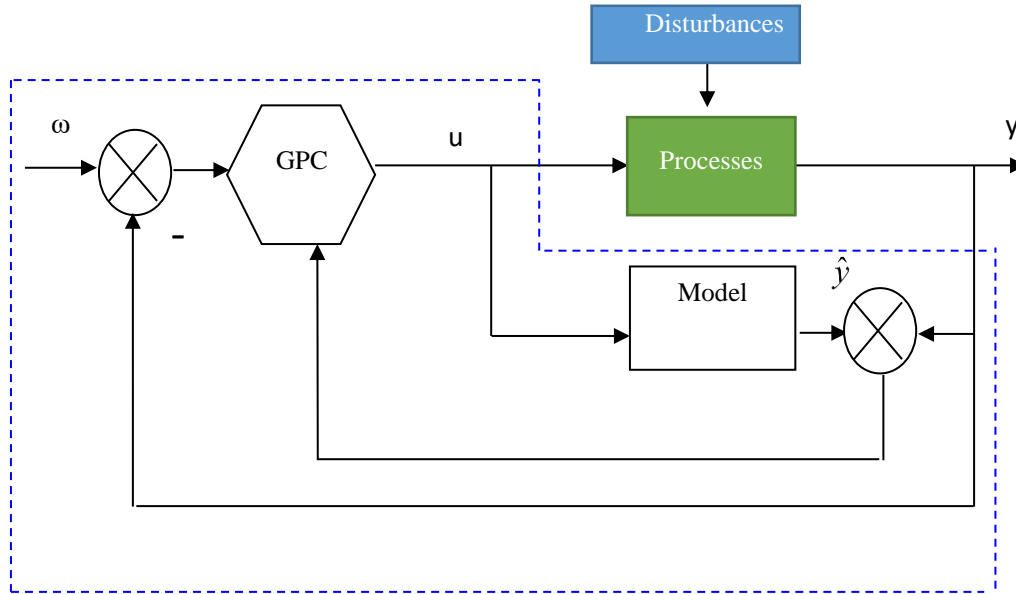 Disturbances
ω
GPC
u
Processes
y
-
Model
ŷ